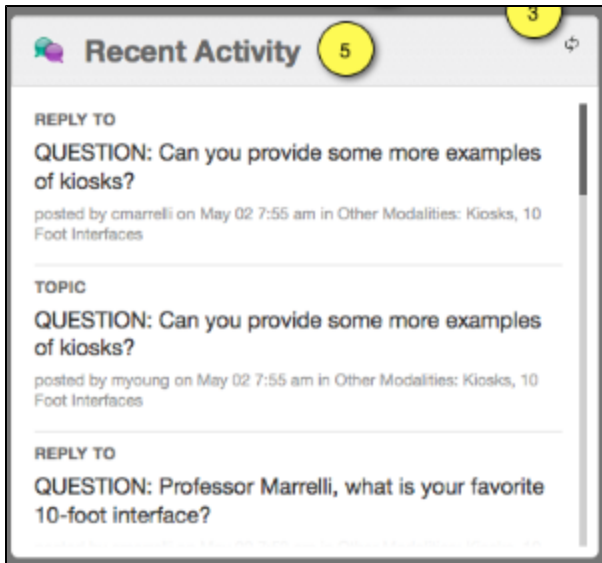 3
Recent Activity 5
REPLY TO
QUESTION: Can you provide some more examples
of kiosks?
posted by cmarrelli on May 02 7:55 am in Other Modalities: Kiosks, 10
Foot Interfaces
TOPIC
QUESTION: Can you provide some more examples
of kiosks?
posted by myoung on May 02 7:55 am in Other Modalities: Kiosks, 10
Foot Interfaces
REPLY TO
QUESTION: Professor Marrelli, what is your favorite
10-foot interface?